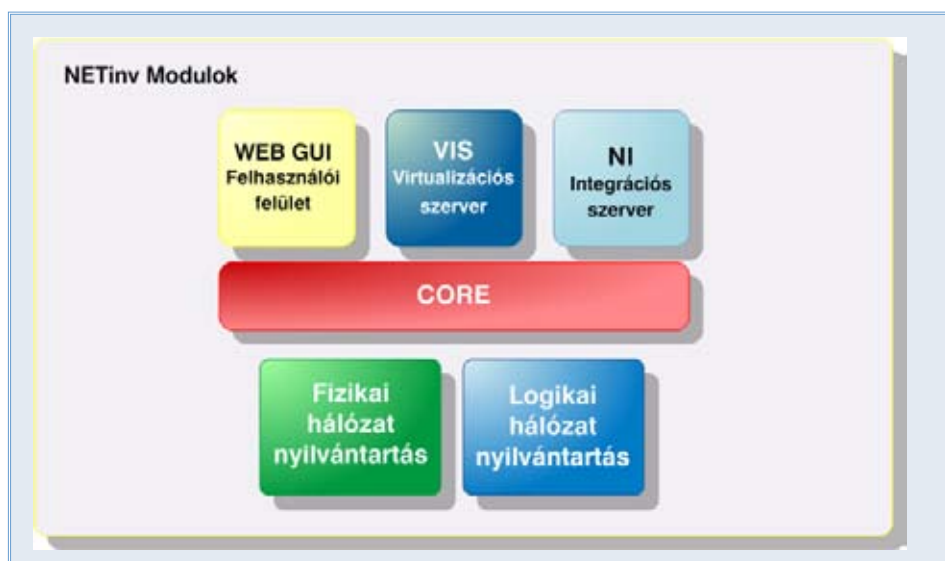 NETinv Modulok
WEB GUI
Felhasználói
felület
VIS
Virtualizációs
szerver
NI
Integrációs
szerver
CORE
Fizikai
hálózat
nyilvántartás
Logikai
hálózat
nyilvántartás